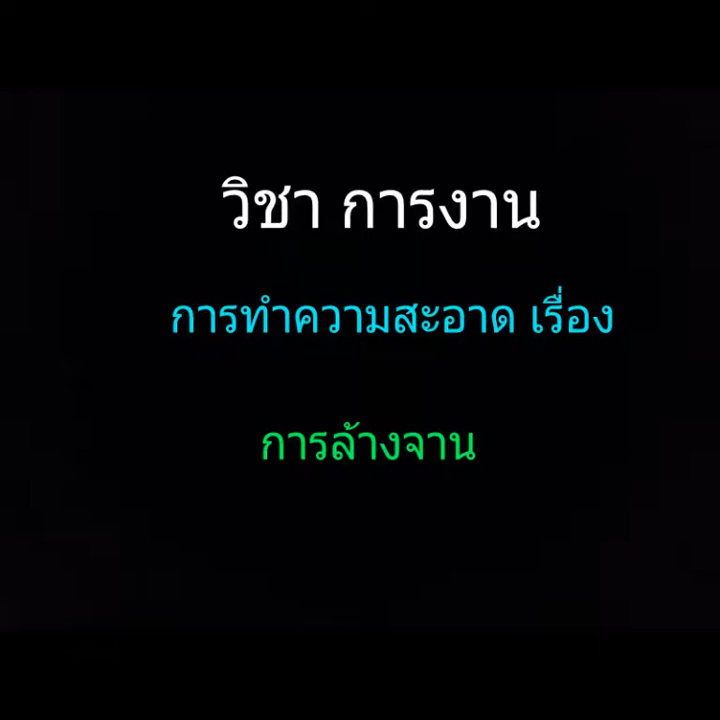 วิชา การงาน
การทำความสะอาด เรื่อง
การล้างจาน